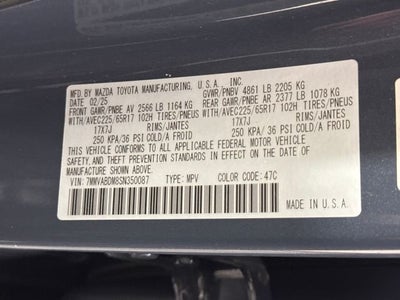 MFD. BY MAZDA TOYOTA MANUFACTURING, U.S.A., INC.
DATE: 02/25 GVWR/PNBV 4861 LB 2205 KG
FRONT GAWR/PNBE AV 2566 LB 1164 KG REAR GAWR/PNBE AR 2377 LB 1078 KG
WITH/AVEC225/65R17 102H TIRES/PNEUS WITH/AVEC225/65R17 102H TIRES/PNEUS
17X7J RIMS/JANTES 17X7J RIMS/JANTES
250 KPA/36 PSI COLD/A FROID 250 KPA/36 PSI COLD/A FROID
THIS VEHICLE CONFORMS TO ALL APPLICABLE FEDERAL MOTOR VEHICLE
SAFETY, BUMPER, AND THEFT PREVENTION STANDARDS IN EFFECT ON THE DATE OF
MANUFACTURE SHOWN ABOVE.
VIN: 7MMVABDM8SN350087 TYPE: MPV COLOR CODE: 47C
MADE IN U.S.A.